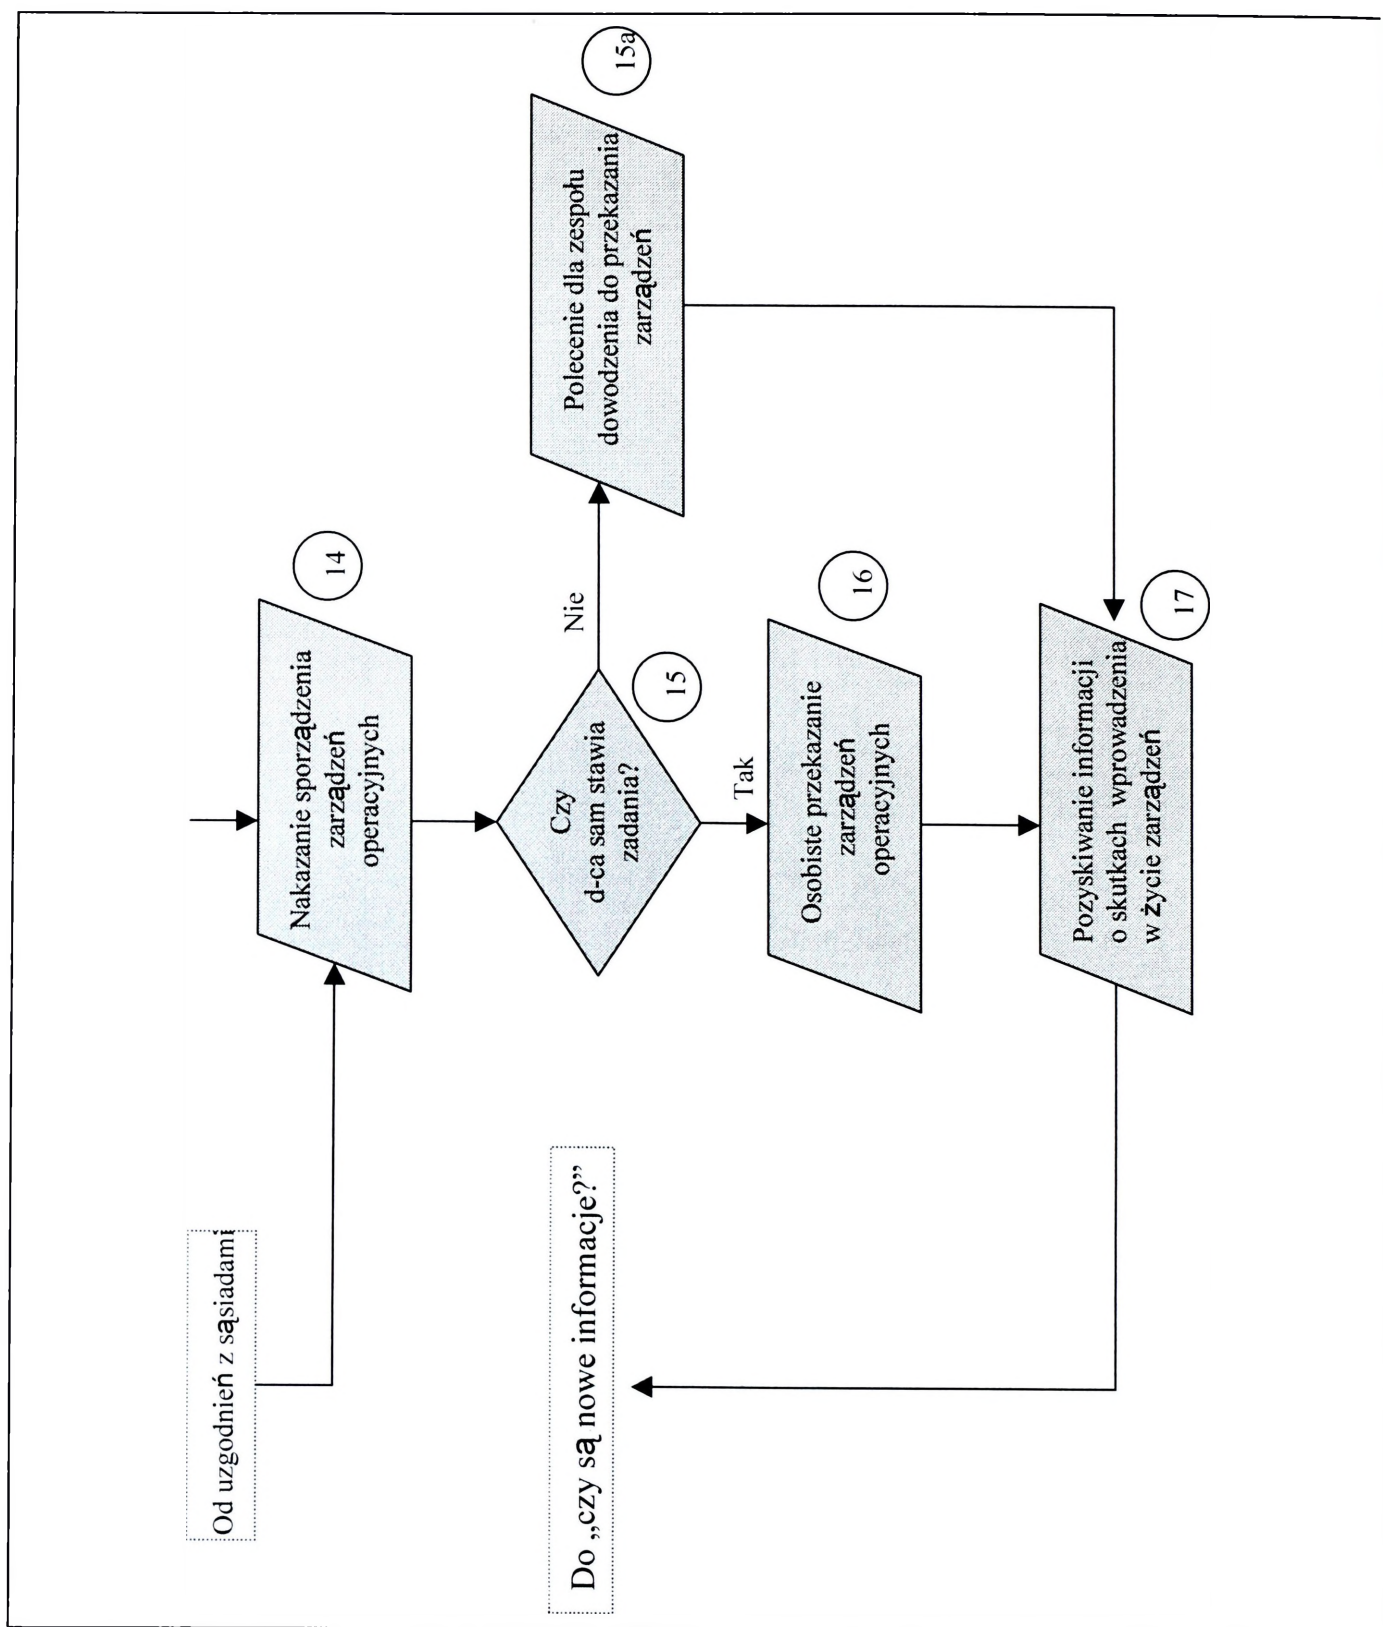 Od uzgodnień z sąsiadami
Nakazanie sporządzenia
zarządzeń
operacyjnych
14
Czy
d-ca sam stawia
zadania?
15
Nie
Polecenie dla zespołu
dowodzenia do przekazania
zarządzeń
15a
Tak
Osobiste przekazanie
zarządzeń
operacyjnych
16
Pozyskiwanie informacji
o skutkach wprowadzenia
w życie zarządzeń
17
Do „czy są nowe informacje?”